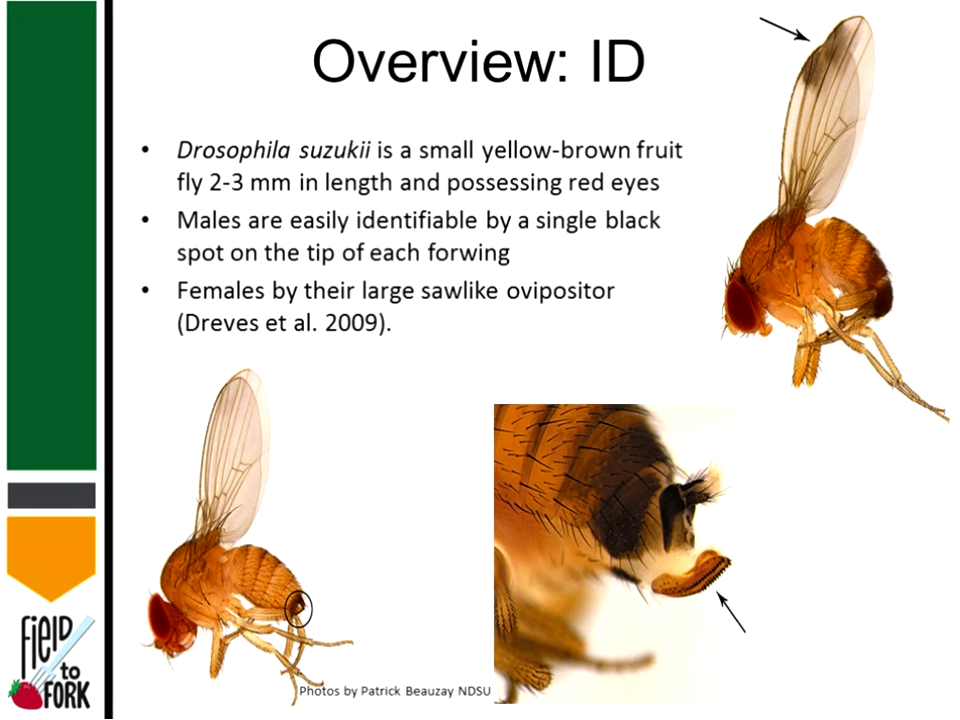 Overview: ID
• Drosophila suzukii is a small yellow-brown fruit
fly 2-3 mm in length and possessing red eyes
• Males are easily identifiable by a single black
spot on the tip of each forwing
• Females by their large sawlike ovipositor
(Dreves et al. 2009).
FiELD
to
FORK
Photos by Patrick Beauzay NDSU